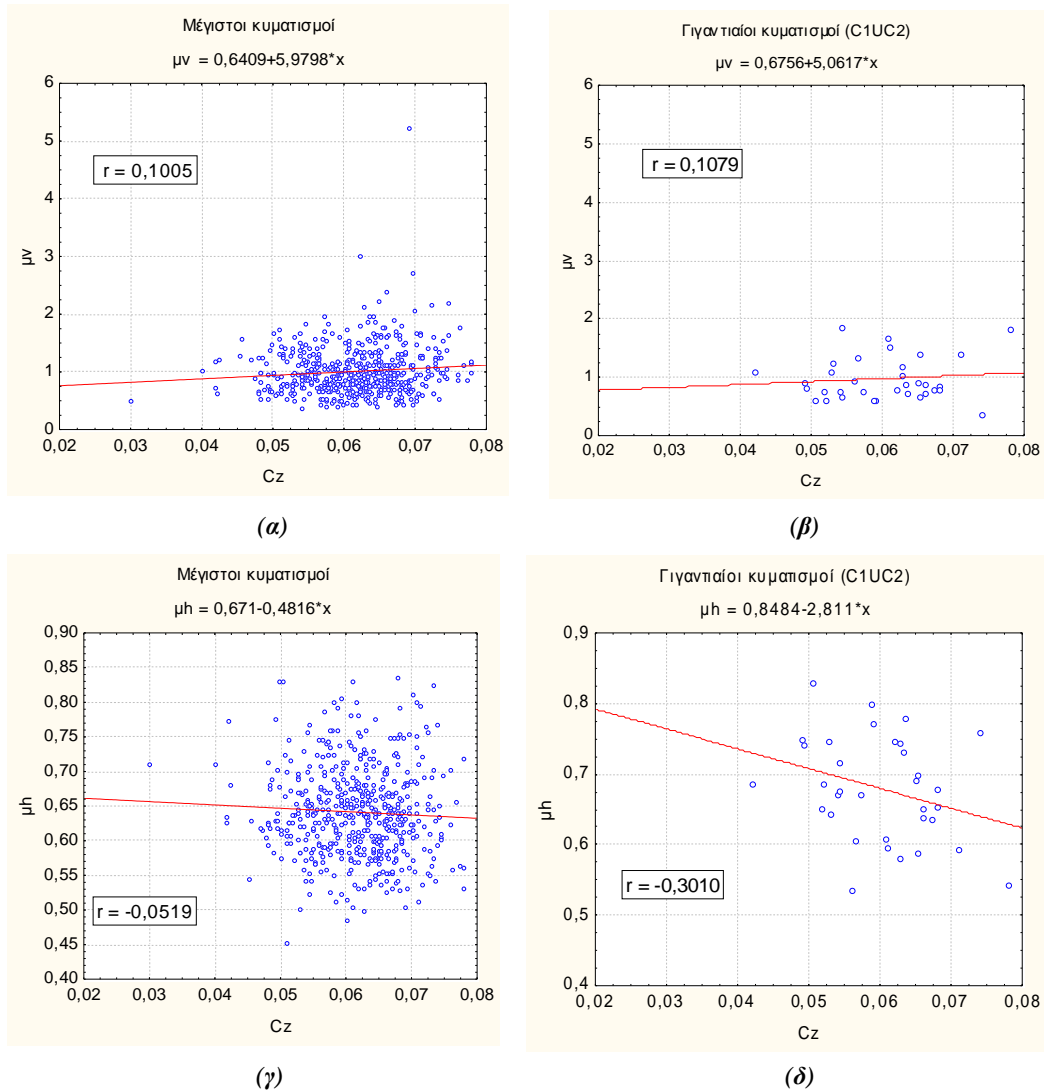 Μέγιστοι κυματισμοί
μv = 0,6409+5,9798*x
6
5
4
3
2
1
0
r = 0,1005
μv
0,02 0,03 0,04 0,05 0,06 0,07 0,08
Cz
(α)
Γιγαντιαίοι κυματισμοί (C1UC2)
μv = 0,6756+5,0617*x
6
5
4
3
2
1
0
r = 0,1079
μv
0,02 0,03 0,04 0,05 0,06 0,07 0,08
Cz
(β)
Μέγιστοι κυματισμοί
μh = 0,671-0,4816*x
0,90
0,85
0,80
0,75
0,70
0,65
0,60
0,55
0,50
0,45
0,40
r = -0,0519
μh
0,02 0,03 0,04 0,05 0,06 0,07 0,08
Cz
(γ)
Γιγαντιαίοι κυματισμοί (C1UC2)
μh = 0,8484-2,811*x
0,9
0,8
0,7
0,6
0,5
0,4
r = -0,3010
μh
0,02 0,03 0,04 0,05 0,06 0,07 0,08
Cz
(δ)